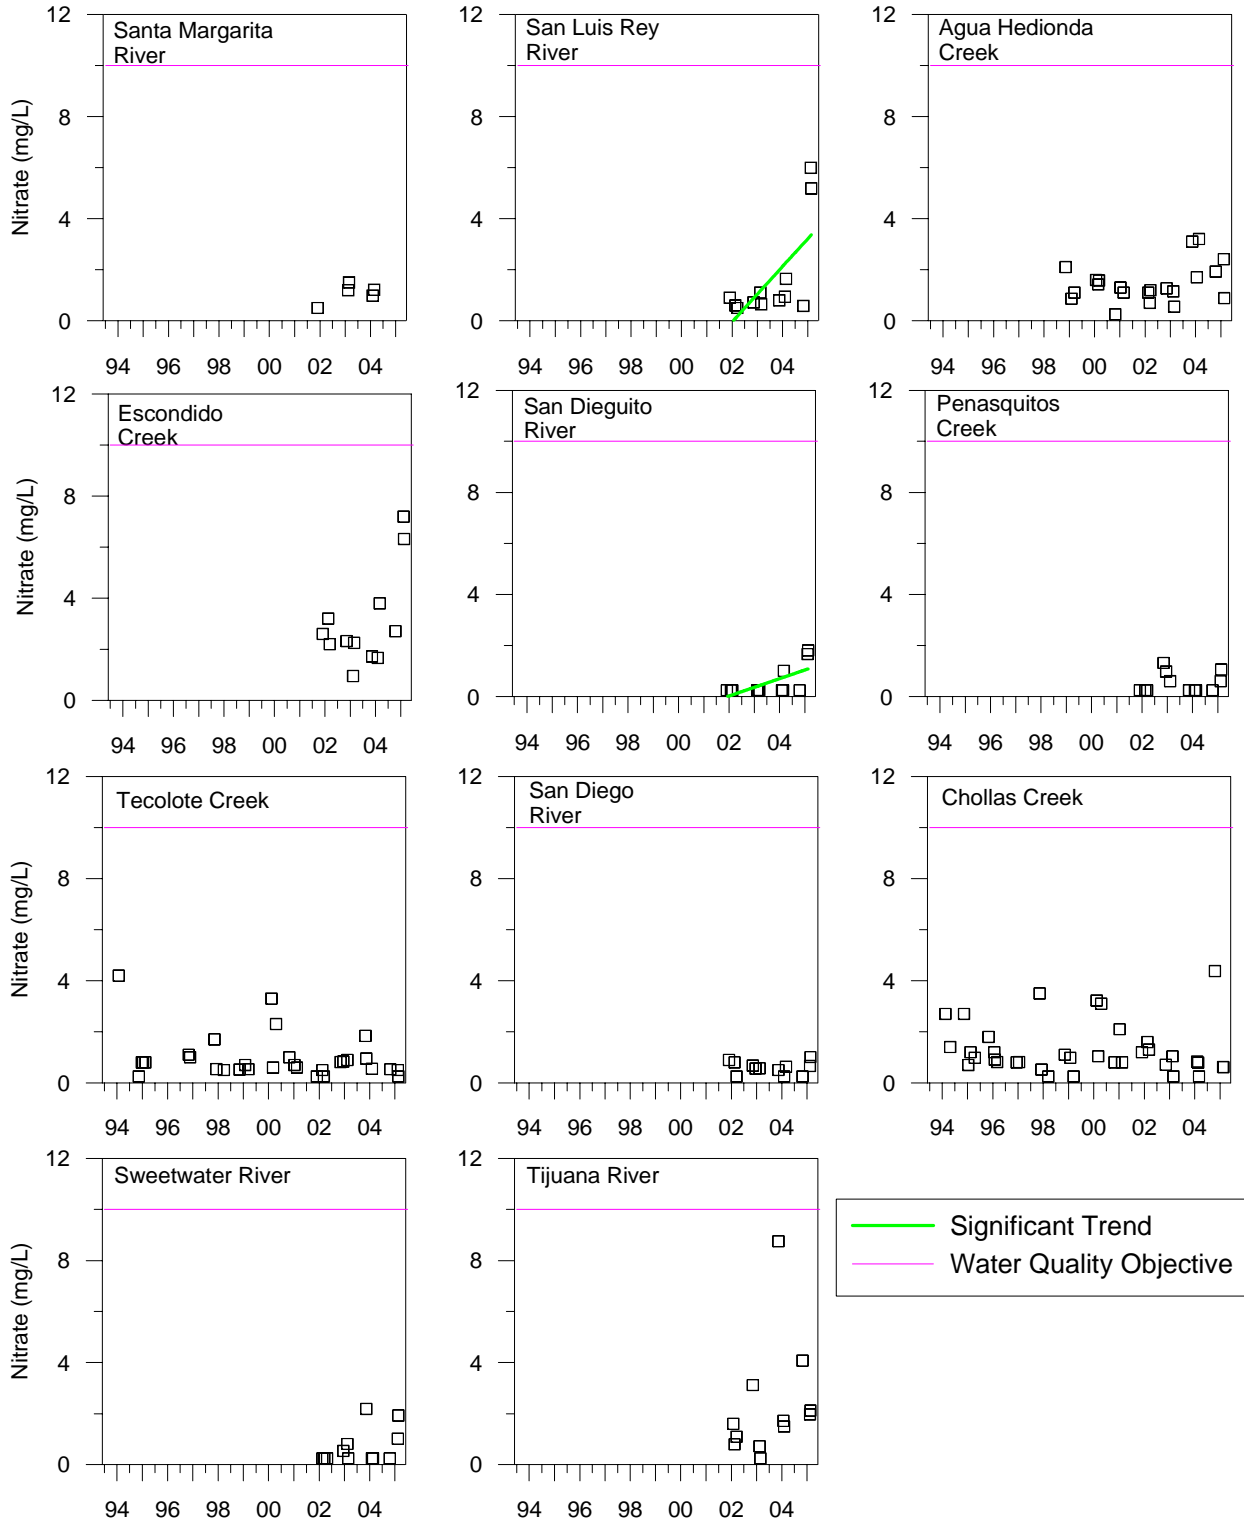 12
8
4
0
Nitrate (mg/L)
Santa Margarita
River
94 96 98 00 02 04
12
8
4
0
San Luis Rey
River
94 96 98 00 02 04
12
8
4
0
Agua Hedionda
Creek
94 96 98 00 02 04
12
8
4
0
Nitrate (mg/L)
Escondido
Creek
94 96 98 00 02 04
12
8
4
0
San Dieguito
River
94 96 98 00 02 04
12
8
4
0
Penasquitos
Creek
94 96 98 00 02 04
12
8
4
0
Nitrate (mg/L)
Tecolote Creek
94 96 98 00 02 04
12
8
4
0
San Diego
River
94 96 98 00 02 04
12
8
4
0
Chollas Creek
94 96 98 00 02 04
12
8
4
0
Nitrate (mg/L)
Sweetwater River
94 96 98 00 02 04
12
8
4
0
Tijuana River
94 96 98 00 02 04
Significant Trend
Water Quality Objective